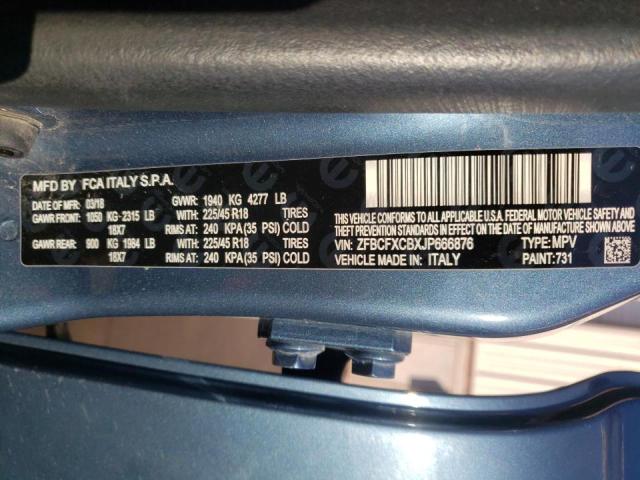 MFD BY FCA ITALY S.P.A.
DATE OF MFR: 03/18 GWVR: 1940 KG 4277 LB
GAWR FRONT: 1050 KG-2315 LB WITH: 225/45 R18 TIRES
18X7 RIMS AT: 240 KPA(35 PSI) COLD
GAWR REAR: 900 KG 1984 LB WITH: 225/45 R18 TIRES
18X7 RIMS AT: 240 KPA(35 PSI) COLD
THIS VEHICLE CONFORMS TO ALL APPLICABLE U.S.A. FEDERAL MOTOR VEHICLE SAFETY AND
THEFT PREVENTION STANDARDS IN EFFECT ON THE DATE OF MANUFACTURE SHOWN ABOVE
VIN: ZFBCFXCBXJP666876 TYPE: MPV
VEHICLE MADE IN: ITALY PAINT:731